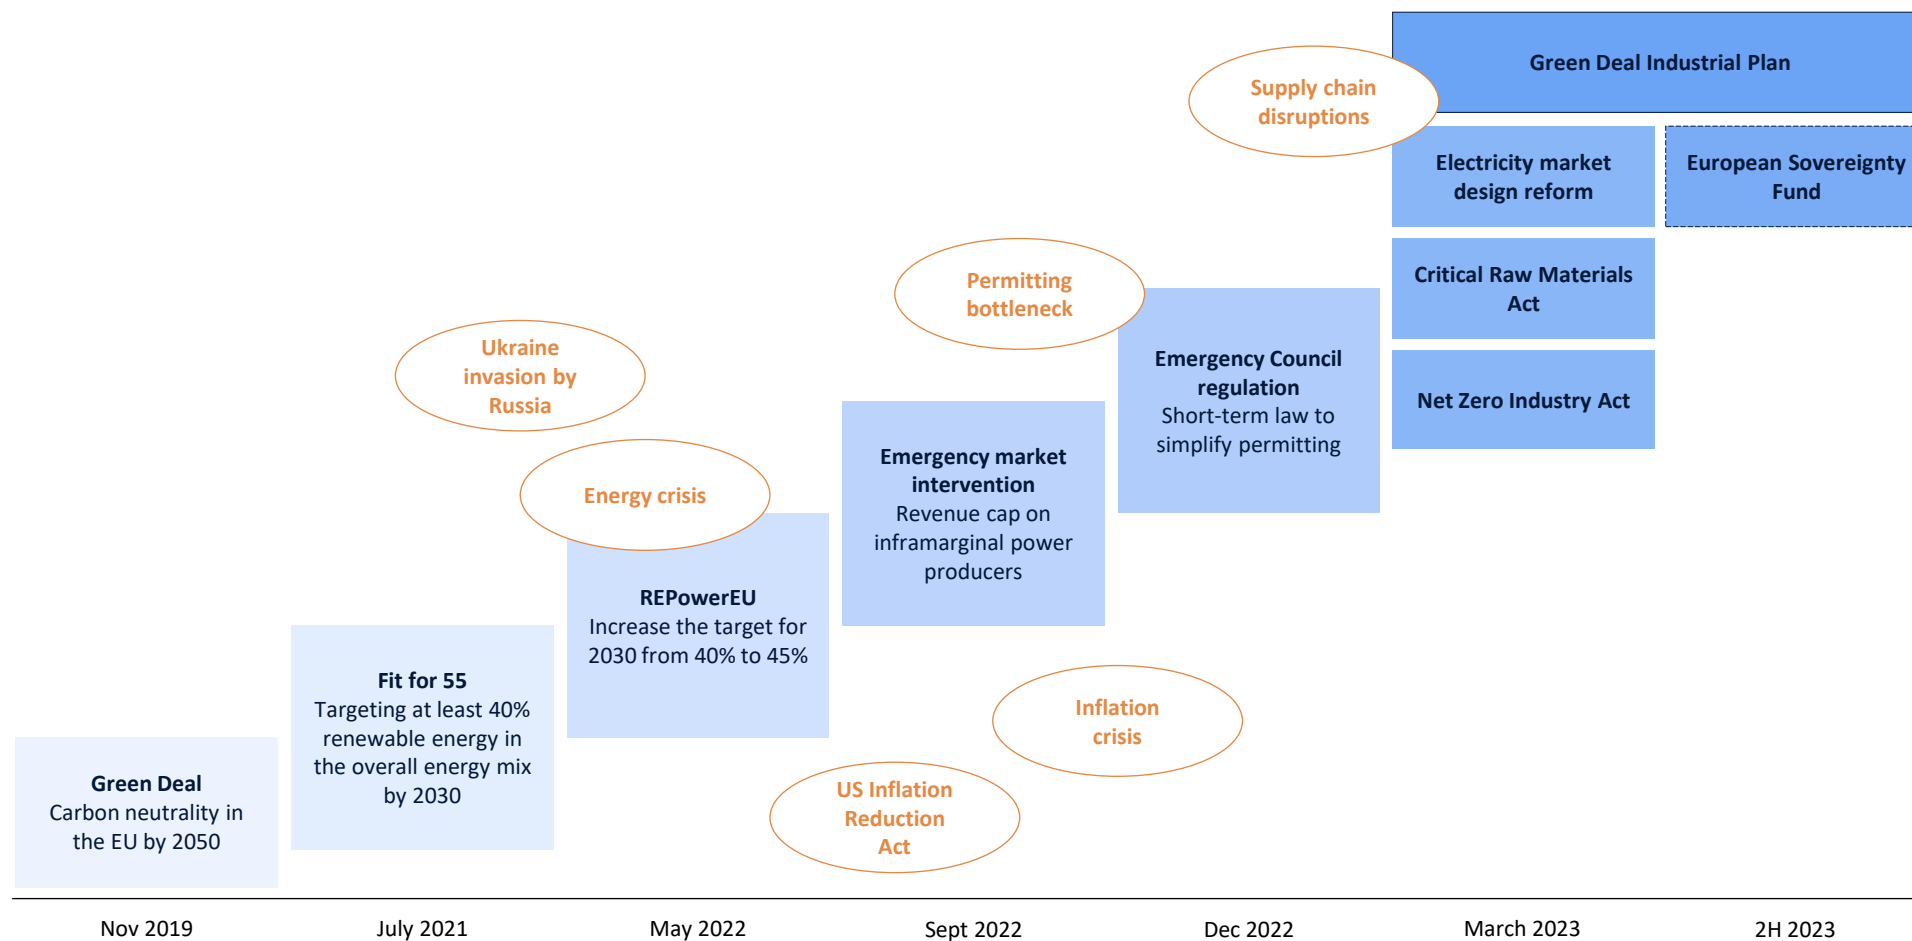 Green Deal Industrial Plan
Supply chain
disruptions
Electricity market
design reform
European Sovereignty
Fund
Permitting
bottleneck
Critical Raw Materials
Act
Ukraine
invasion by
Russia
Emergency Council
regulation
Short-term law to
simplify permitting
Net Zero Industry Act
Energy crisis
Emergency market
intervention
Revenue cap on
inframarginal power
producers
REPowerEU
Increase the target for
2030 from 40% to 45%
Fit for 55
Targeting at least 40%
renewable energy in
the overall energy mix
by 2030
Inflation
crisis
Green Deal
Carbon neutrality in
the EU by 2050
US Inflation
Reduction
Act
Nov 2019
July 2021
May 2022
Sept 2022
Dec 2022
March 2023
2H 2023